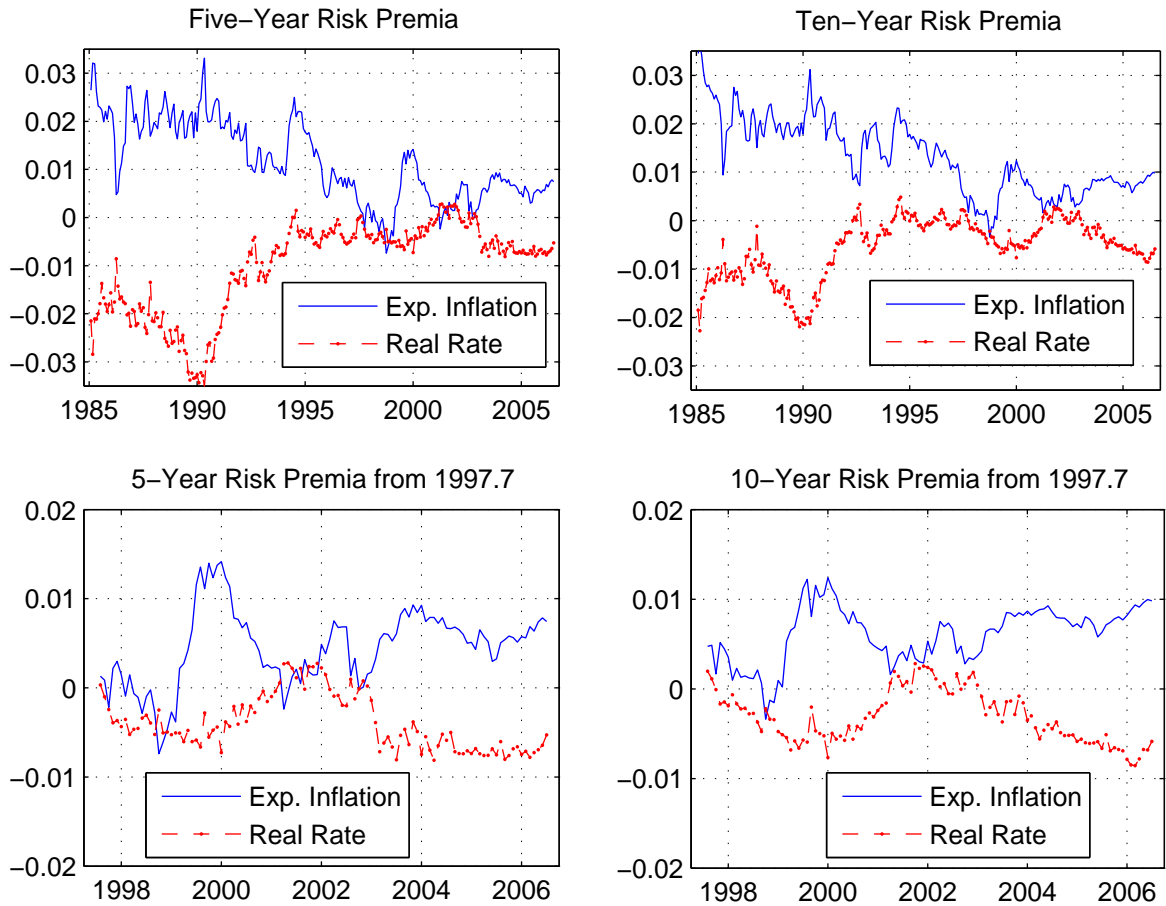 Five−Year Risk Premia
0.03
0.02
0.01
0
−0.01
−0.02
−0.03
1985 1990 1995 2000 2005
Exp. Inflation
Real Rate
Ten−Year Risk Premia
0.03
0.02
0.01
0
−0.01
−0.02
−0.03
1985 1990 1995 2000 2005
Exp. Inflation
Real Rate
5−Year Risk Premia from 1997.7
0.02
0.01
0
−0.01
−0.02
1998 2000 2002 2004 2006
Exp. Inflation
Real Rate
10−Year Risk Premia from 1997.7
0.02
0.01
0
−0.01
−0.02
1998 2000 2002 2004 2006
Exp. Inflation
Real Rate